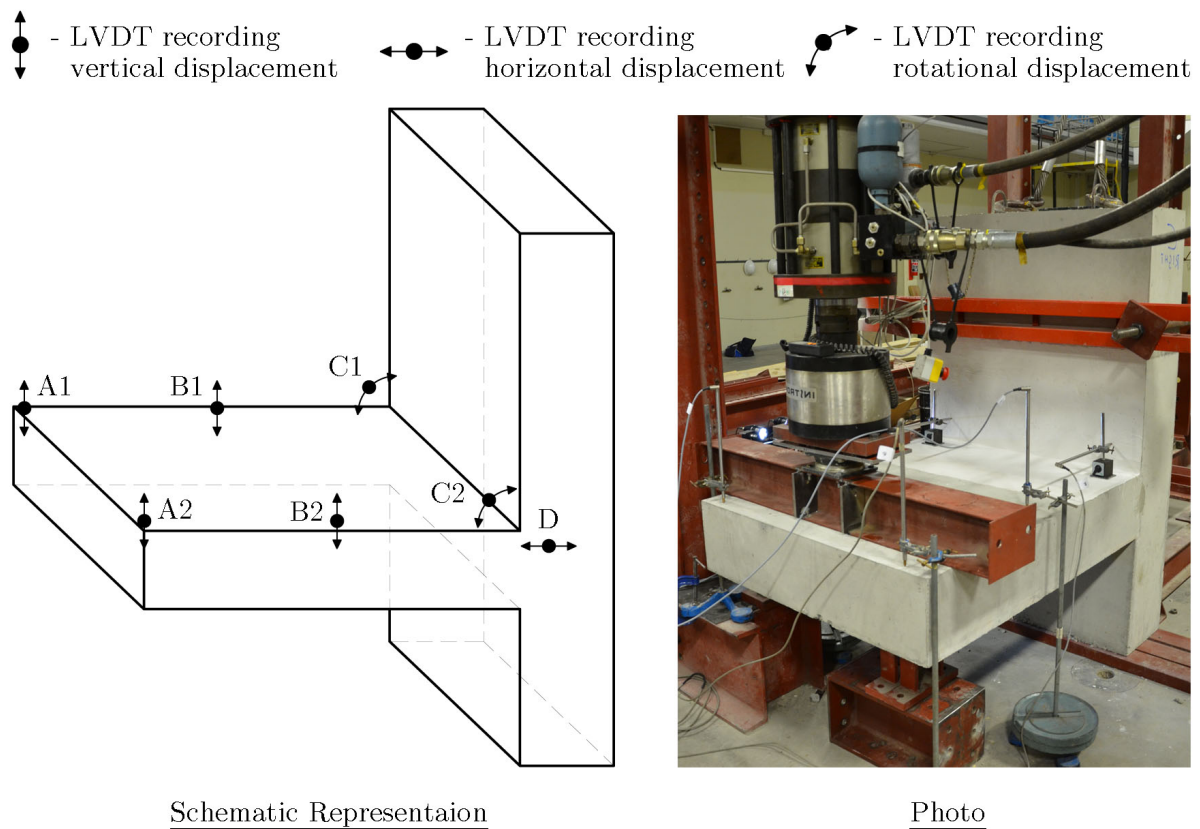 - LVDT recording
vertical displacement
- LVDT recording
horizontal displacement
- LVDT recording
rotational displacement
C1
A1
B1
C2
A2
B2
D
Schematic Representaion
Photo